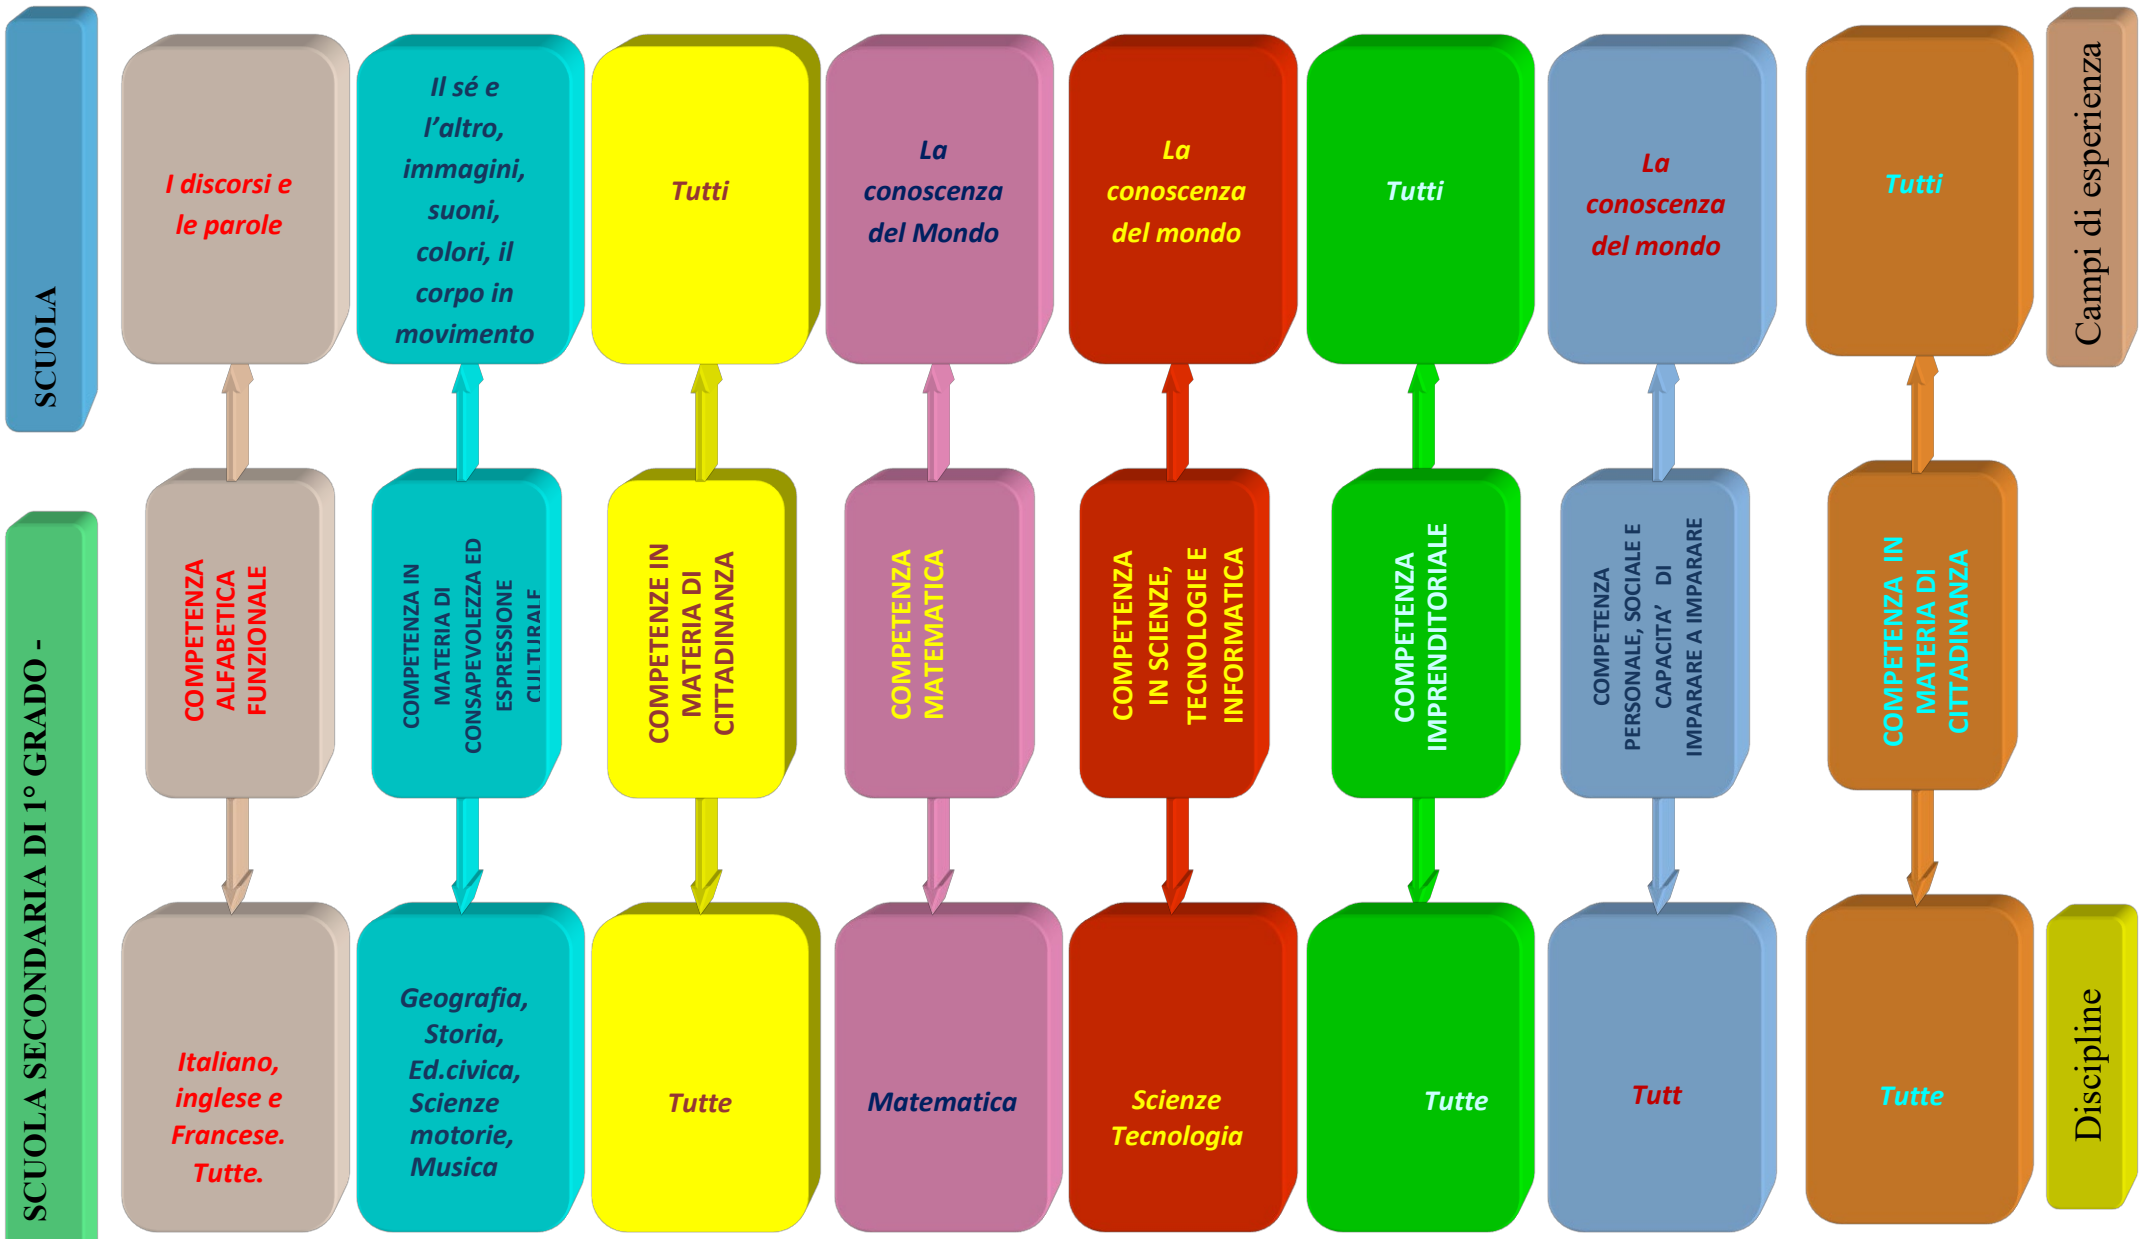 SCUOLA
I discorsi e
le parole
Il sé e
l’altro,
immagini,
suoni,
colori, il
corpo in
movimento
Tutti
La
conoscenza
del Mondo
La
conoscenza
del mondo
Tutti
La
conoscenza
del mondo
Tutti
Campi di esperienza
SCUOLA SECONDARIA DI 1° GRADO -
COMPETENZA
ALFABETICA
FUNZIONALE
COMPETENZA IN
MATERIA DI
CONSAPEVOLEZZA ED
ESPRESSIONE
CULTURALE
COMPETENZE IN
MATERIA DI
CITTADINANZA
COMPETENZA
MATEMATICA
COMPETENZA
IN SCIENZE,
TECNOLOGIE E
INFORMATICA
COMPETENZA
IMPRENDITORIALE
COMPETENZA
PERSONALE, SOCIALE E
CAPACITA’ DI
IMPARARE A IMPARARE
COMPETENZA IN
MATERIA DI
CITTADINANZA
Italiano,
inglese e
Francese.
Tutte.
Geografia,
Storia,
Ed.civica,
Scienze
motorie,
Musica
Tutte
Matematica
Scienze
Tecnologia
Tutte
Tutt
Tutte
Discipline